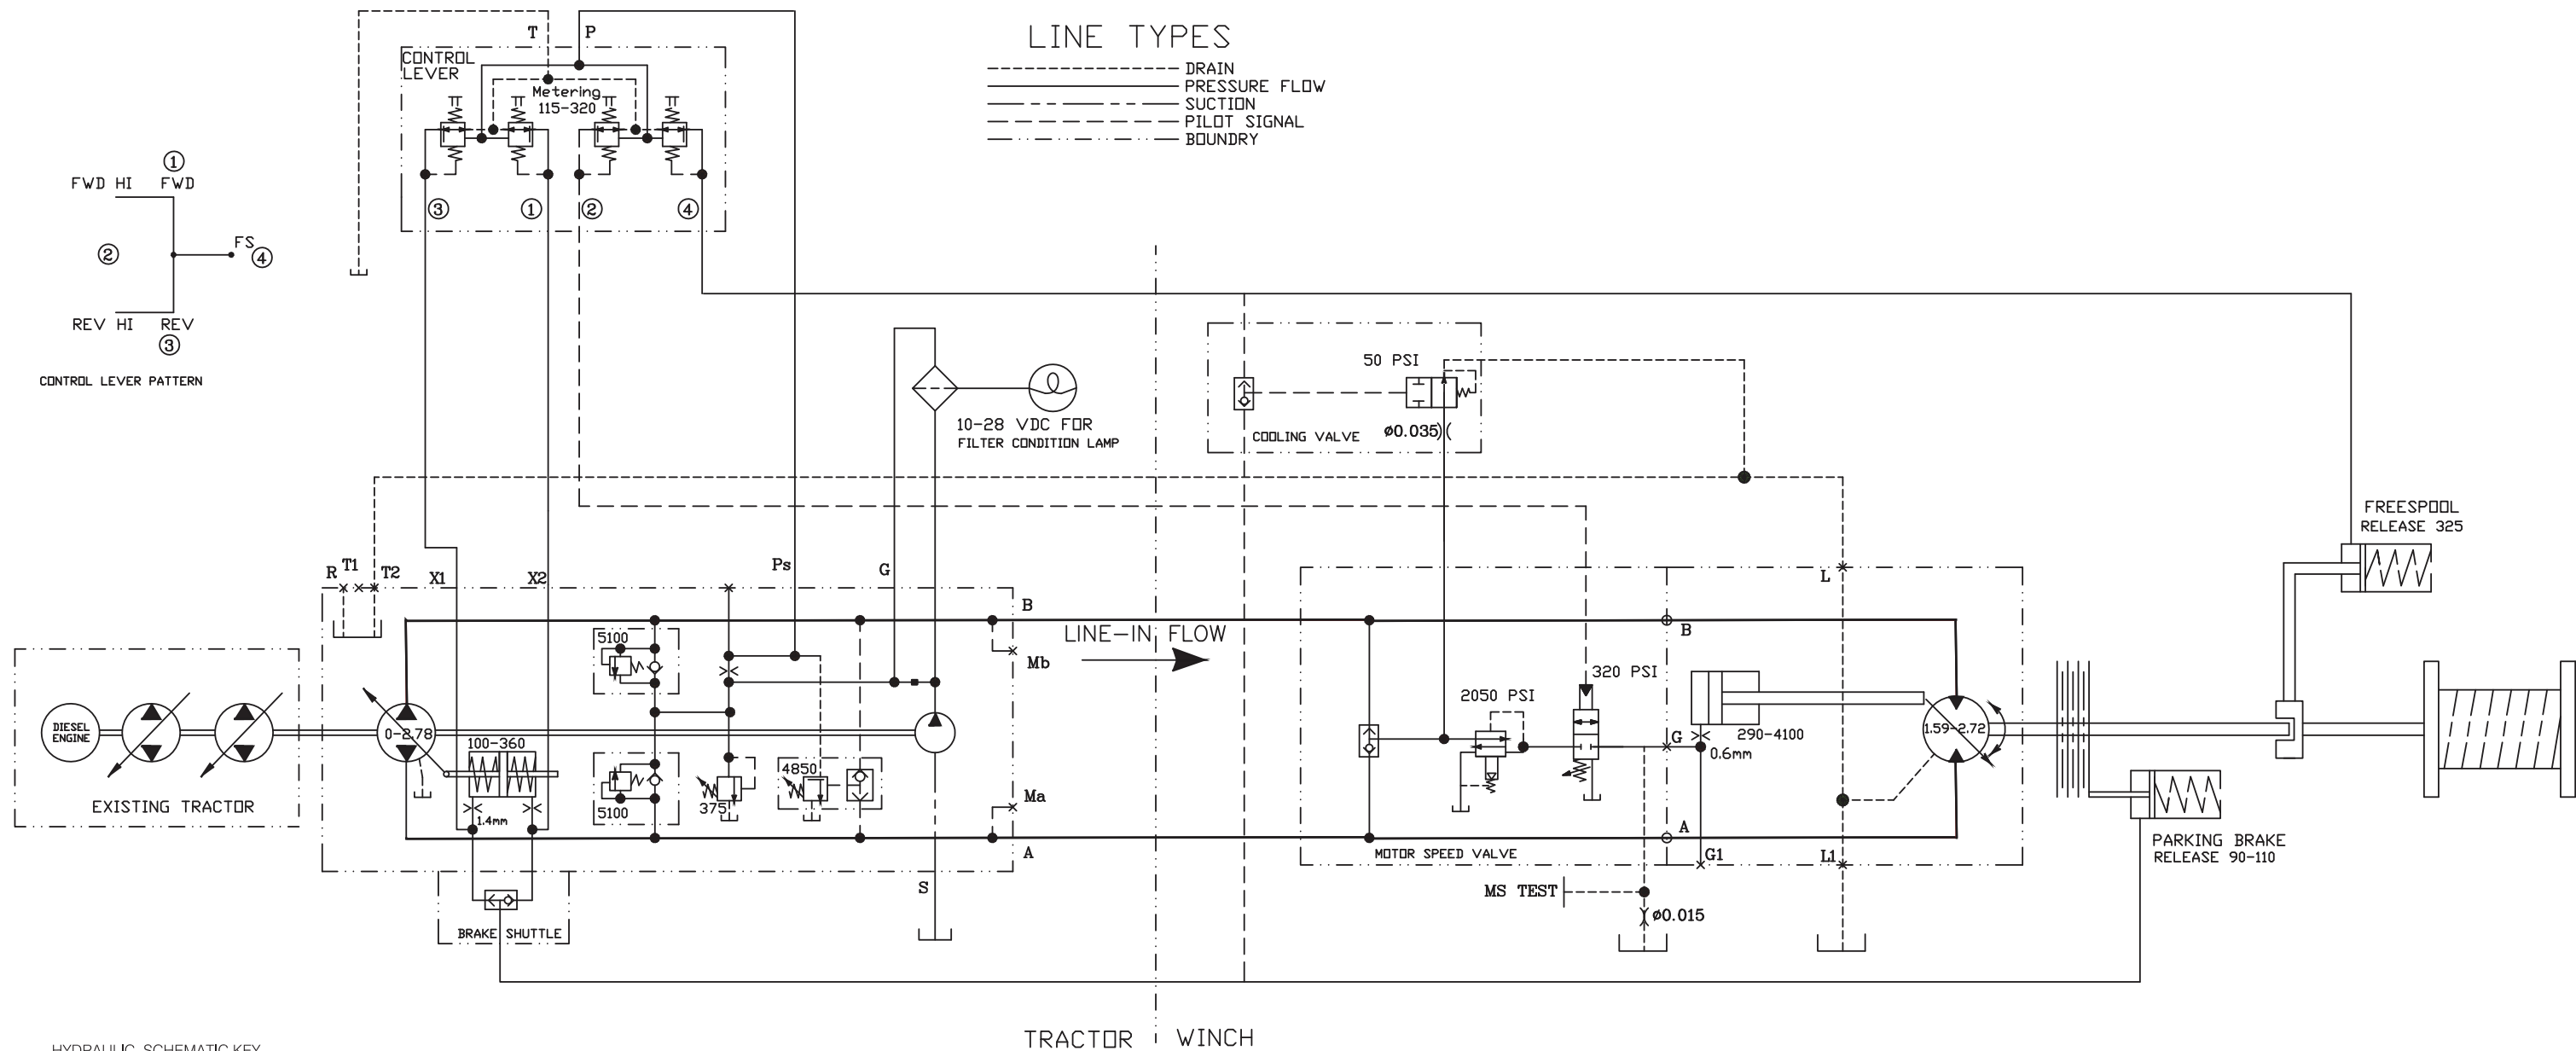 LINE TYPES
DRAIN
PRESSURE FLOW
SUCTION
PILOT SIGNAL
BOUNDRY
T
P
CONTROL
LEVER
Metering
115-320
3
1
2
4
1
FWD HI
FWD
2
FS
4
REV HI
REV
3
CONTROL LEVER PATTERN
10-28 VDC FOR
FILTER CONDITION LAMP
50 PSI
COOLING VALVE
ø0.035
FREESPOOL
RELEASE 325
R
T1
T2
X1
X2
Ps
G
B
Mb
Ma
A
S
LINE-IN FLOW
5100
5100
375
4850
100-360
1.4mm
0-2.78
DIESEL
ENGINE
EXISTING TRACTOR
BRAKE SHUTTLE
2050 PSI
320 PSI
MOTOR SPEED VALVE
B
G
A
G1
L
L1
290-4100
0.6mm
1.59-2.72
MS TEST
ø0.015
PARKING BRAKE
RELEASE 90-110
TRACTOR
WINCH
HYDRAULIC SCHEMATIC KEY